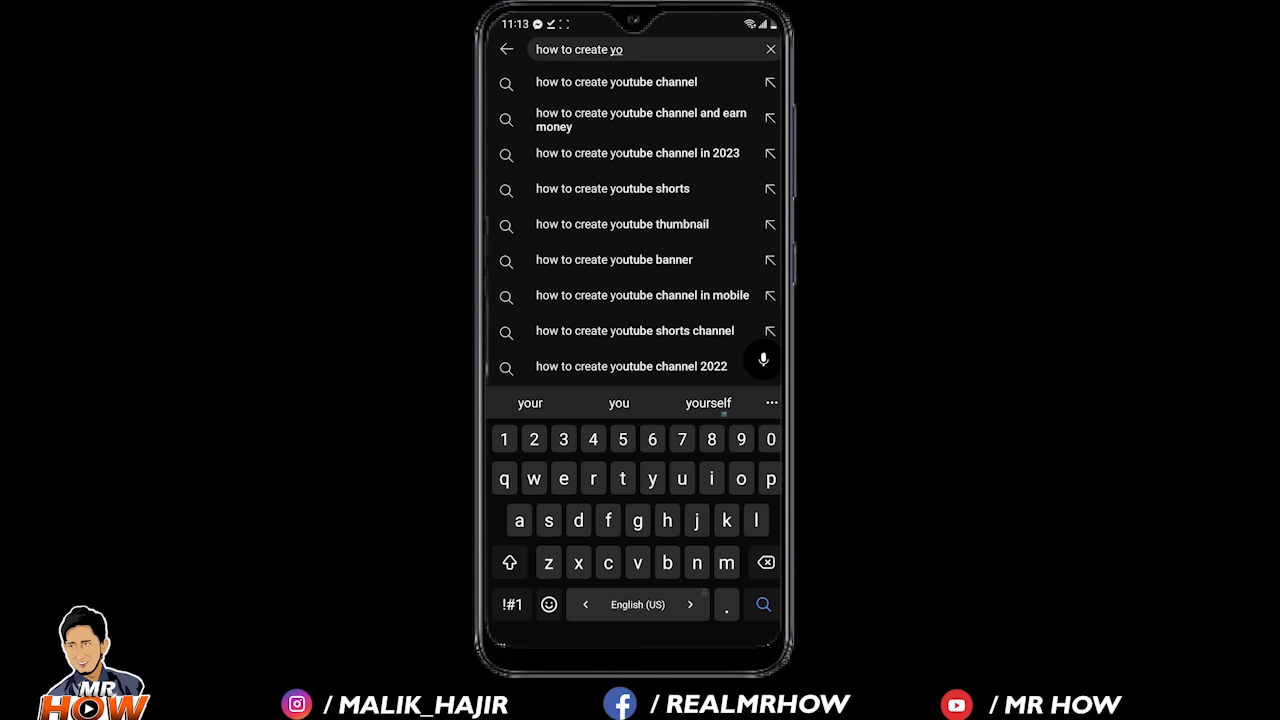 11:13
how to create yo
how to create youtube channel
how to create youtube channel and earn
money
how to create youtube channel in 2023
how to create youtube shorts
how to create youtube thumbnail
how to create youtube banner
how to create youtube channel in mobile
how to create youtube shorts channel
how to create youtube channel 2022
your you yourself
1 2 3 4 5 6 7 8 9 0
q w e r t y u i o p
a s d f g h j k l
z x c v b n m
!#1 English (US) .
MR
HOW
/ MALIK_HAJIR / REALMRHOW / MR HOW